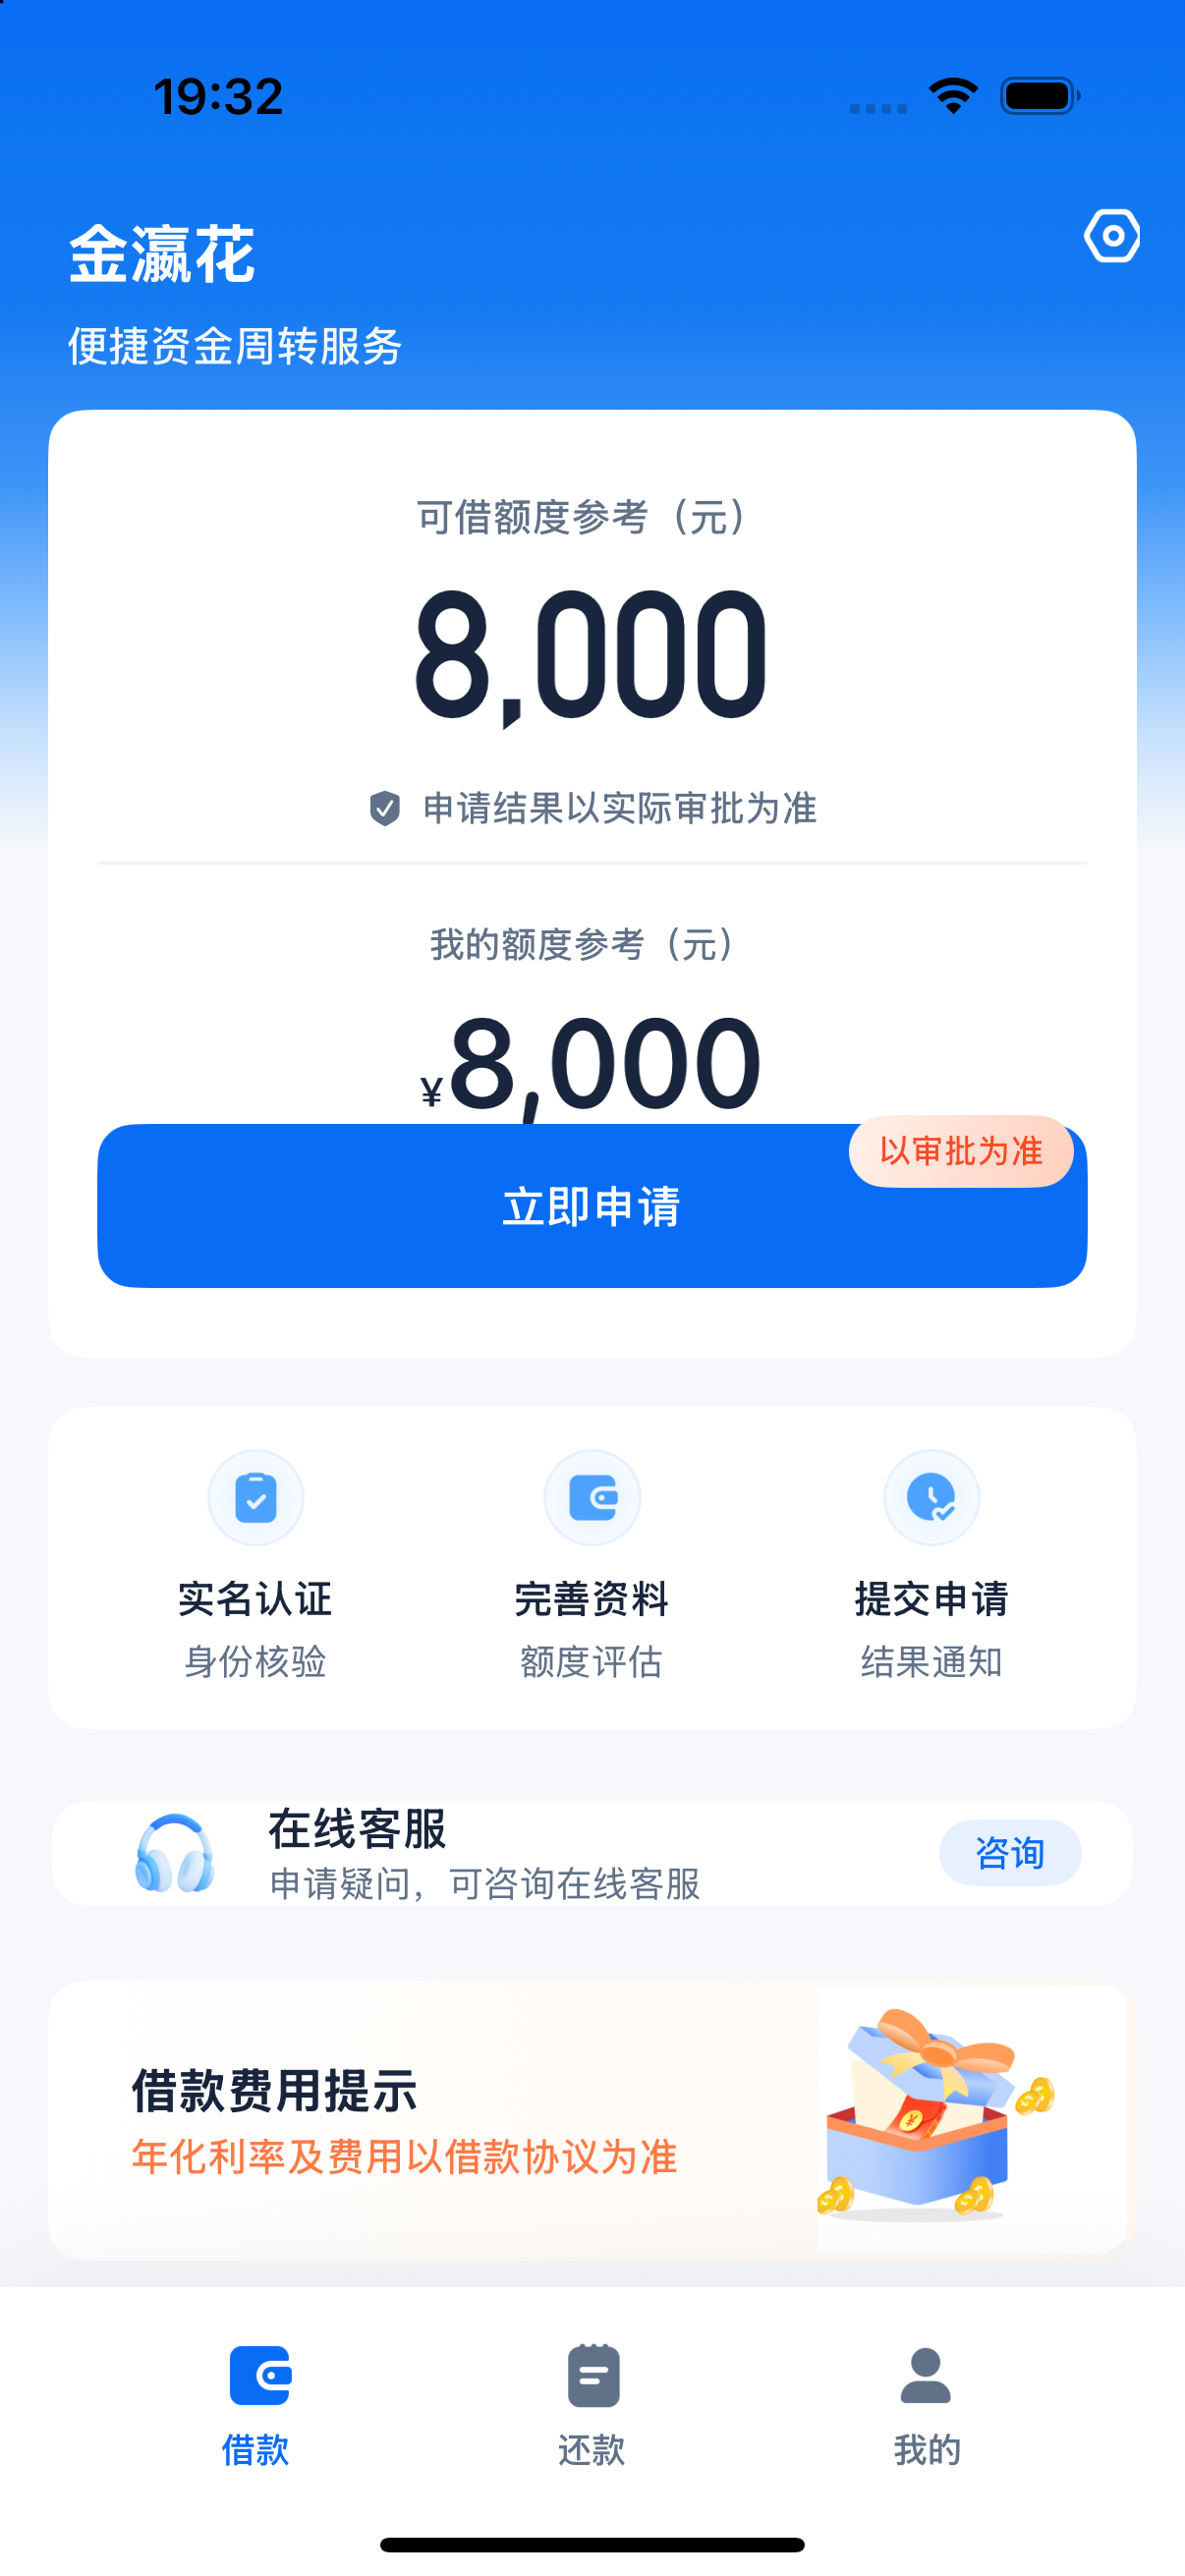 19:32
金瀛花
便捷资金周转服务
可借额度参考（元）
8,000
申请结果以实际审批为准
我的额度参考（元）
¥8,000
以审批为准
立即申请
实名认证
完善资料
提交申请
身份核验
额度评估
结果通知
在线客服
申请疑问，可咨询在线客服
咨询
借款费用提示
年化利率及费用以借款协议为准
¥
借款
还款
我的